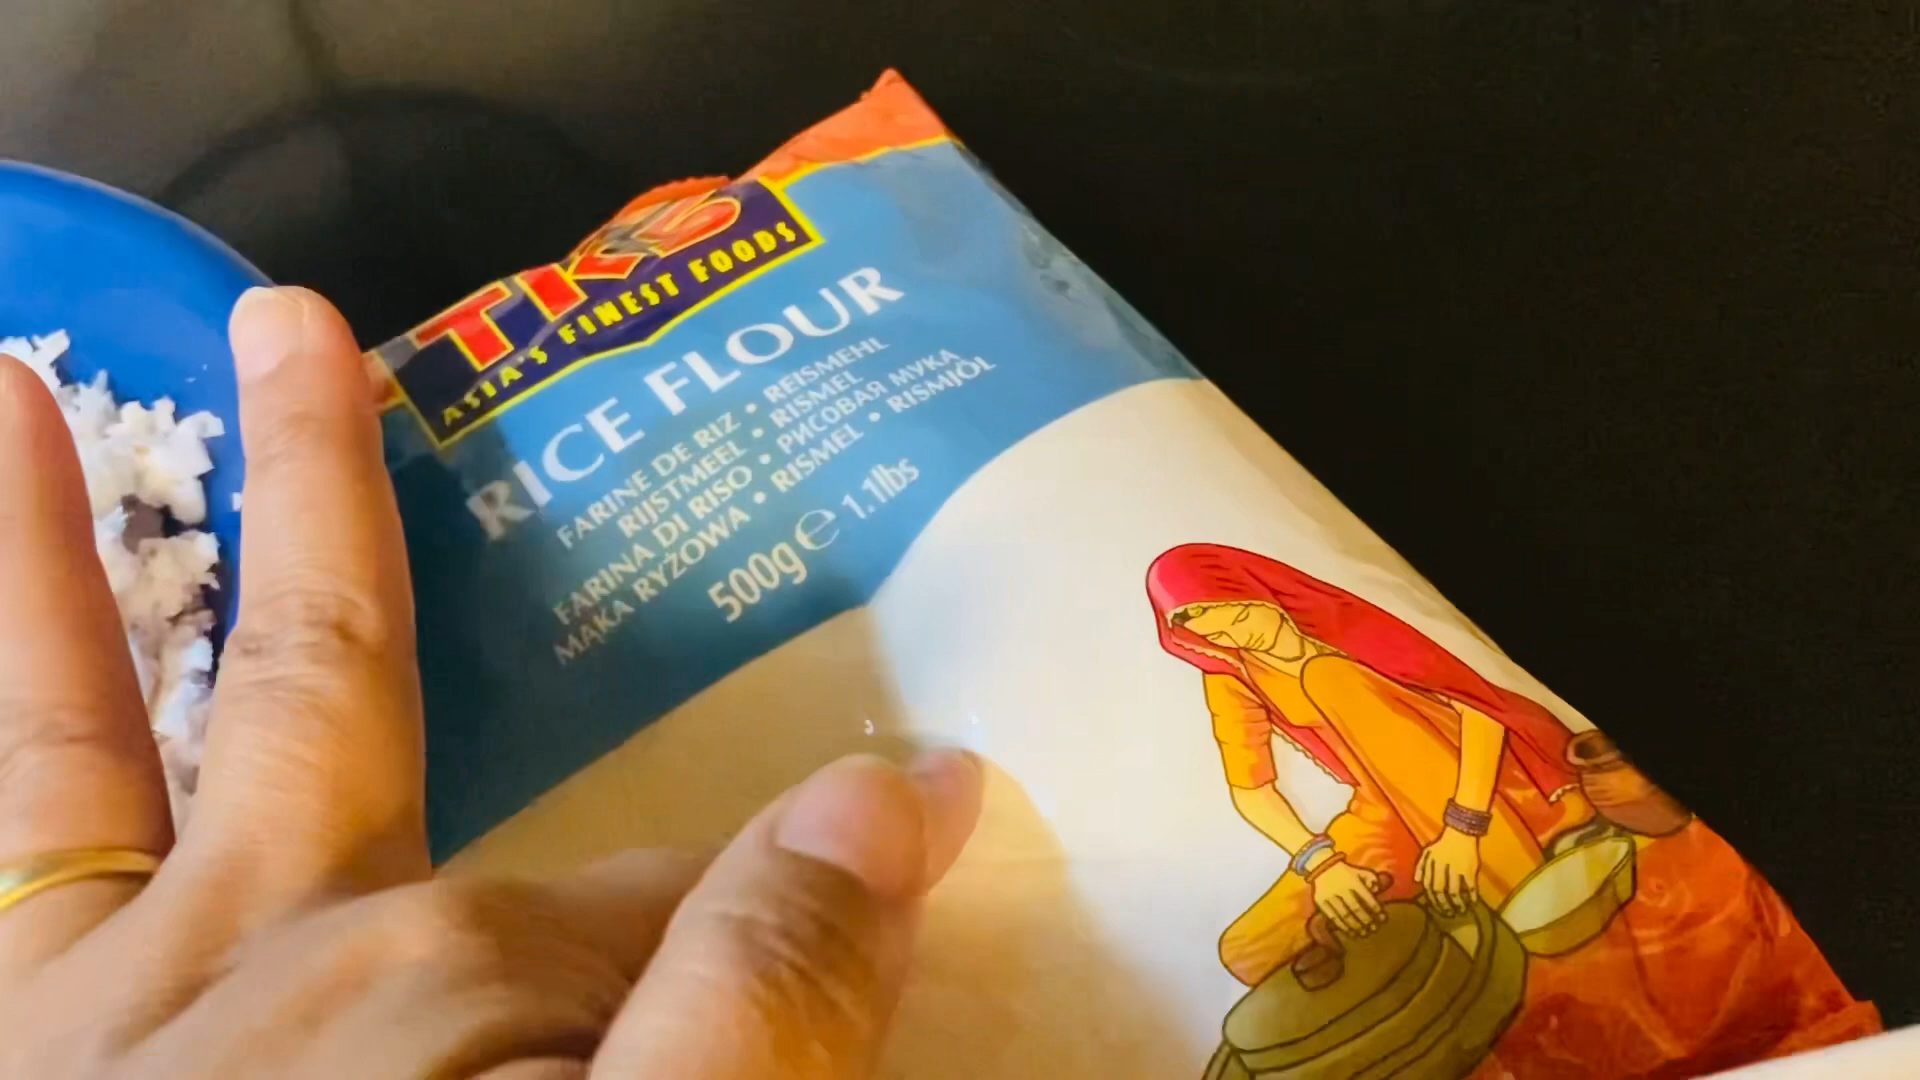 TRS
ASIA'S FINEST FOODS
RICE FLOUR
FARINE DE RIZ • REISMEHL
RIJSTMEEL • RISMEL
FARINA DI RISO • РИСОВАЯ МУКА
MĄKA RYŻOWA • RISMEL • RISMJÖL
500g e 1.1lbs